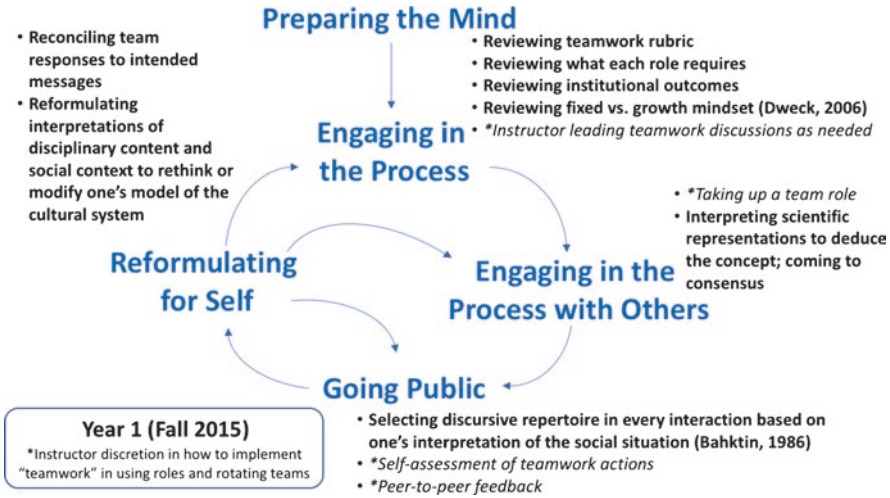 Preparing the Mind
• Reconciling team
responses to intended
messages
• Reformulating
interpretations of
disciplinary content and
social context to rethink or
modify one's model of the
cultural system
• Reviewing teamwork rubric
• Reviewing what each role requires
• Reviewing institutional outcomes
• Reviewing fixed vs. growth mindset (Dweck, 2006)
• *Instructor leading teamwork discussions as needed
Engaging in
the Process
• *Taking up a team role
• Interpreting scientific
representations to deduce
the concept; coming to
consensus
Reformulating
for Self
Engaging in the
Process with Others
Going Public
• Selecting discursive repertoire in every interaction based on
one's interpretation of the social situation (Bahktin, 1986)
• *Self-assessment of teamwork actions
• *Peer-to-peer feedback
Year 1 (Fall 2015)
*Instructor discretion in how to implement
"teamwork" in using roles and rotating teams